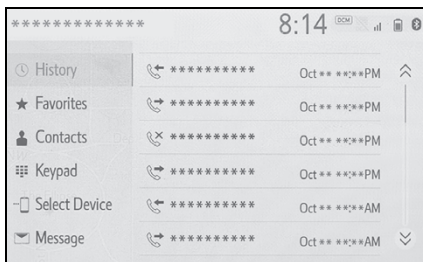 *************** 8:14 DCM
History ********** Oct ** **:**PM
Favorites ********** Oct ** **:**PM
Contacts ********** Oct ** **:**PM
Keypad ********** Oct ** **:**PM
Select Device ********** Oct ** **:**AM
Message ********** Oct ** **:**AM